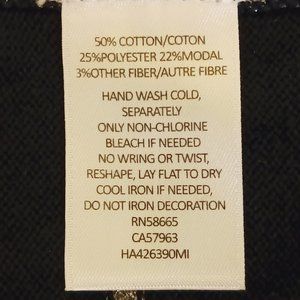 50% COTTON/COTON
25%POLYESTER 22%MODAL
3%OTHER FIBER/AUTRE FIBRE
HAND WASH COLD,
SEPARATELY
ONLY NON-CHLORINE
BLEACH IF NEEDED
NO WRING OR TWIST,
RESHAPE, LAY FLAT TO DRY
COOL IRON IF NEEDED,
DO NOT IRON DECORATION
RN58665
CA57963
HA426390MI